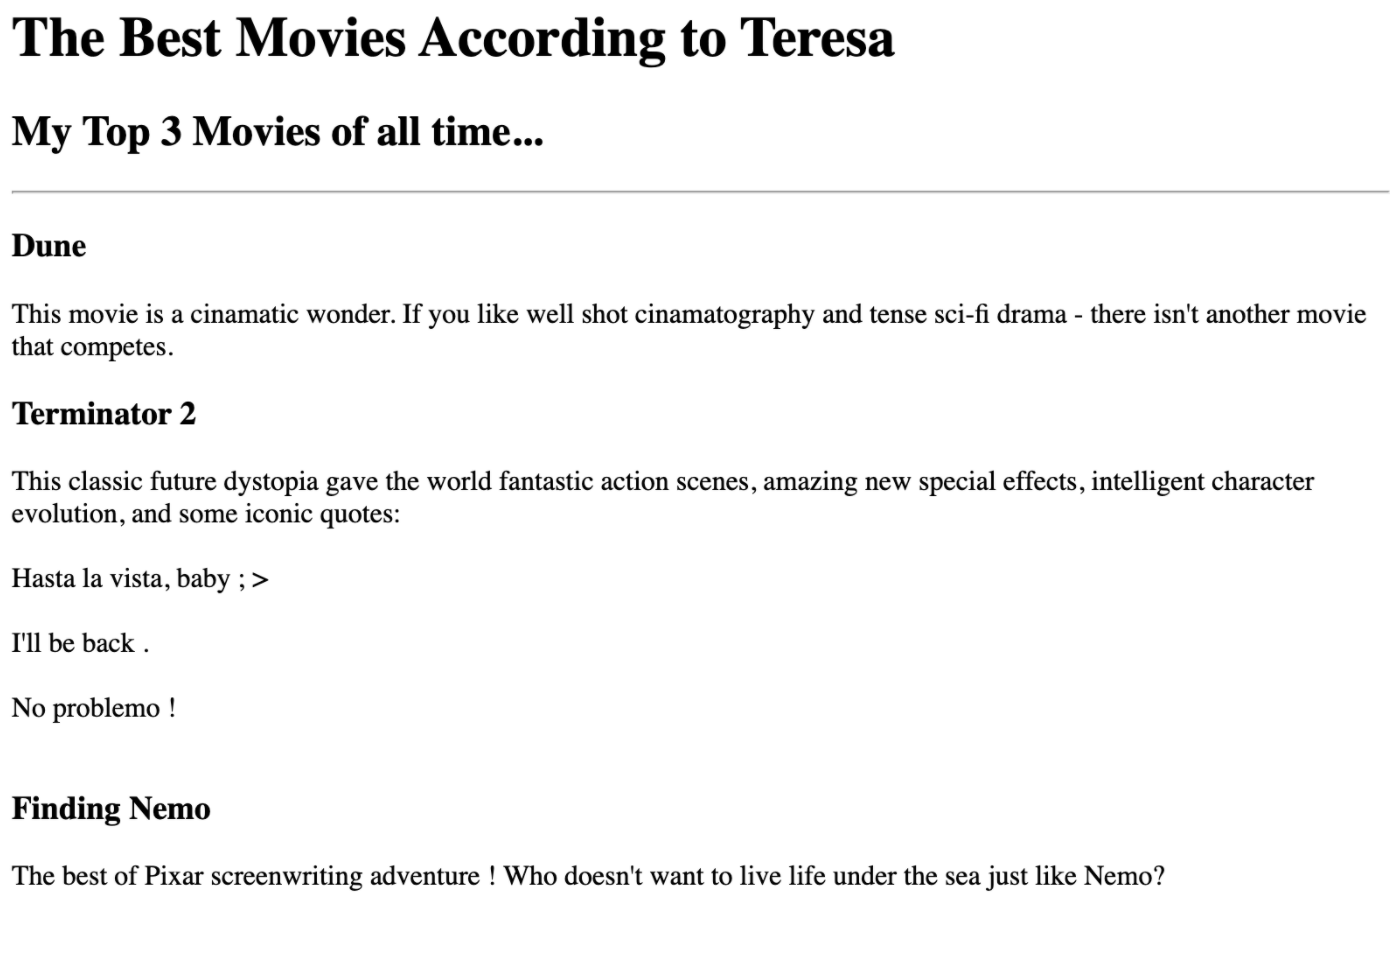 The Best Movies According to Teresa
My Top 3 Movies of all time...
Dune
This movie is a cinamatic wonder. If you like well shot cinamatography and tense sci-fi drama - there isn't another movie
that competes.
Terminator 2
This classic future dystopia gave the world fantastic action scenes, amazing new special effects, intelligent character
evolution, and some iconic quotes:
Hasta la vista, baby ; >
I'll be back .
No problemo !
Finding Nemo
The best of Pixar screenwriting adventure ! Who doesn't want to live life under the sea just like Nemo?